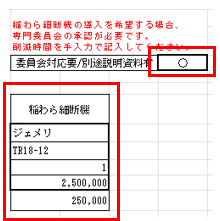 稲わら細断機の導入を希望する場合、
専門委員会の承認が必要です。
削減時間を手入力で記入してください。
委員会対応要/別途説明資料有 ○
稲わら細断機
ジェメリ
TR18-12
1
2,500,000
250,000